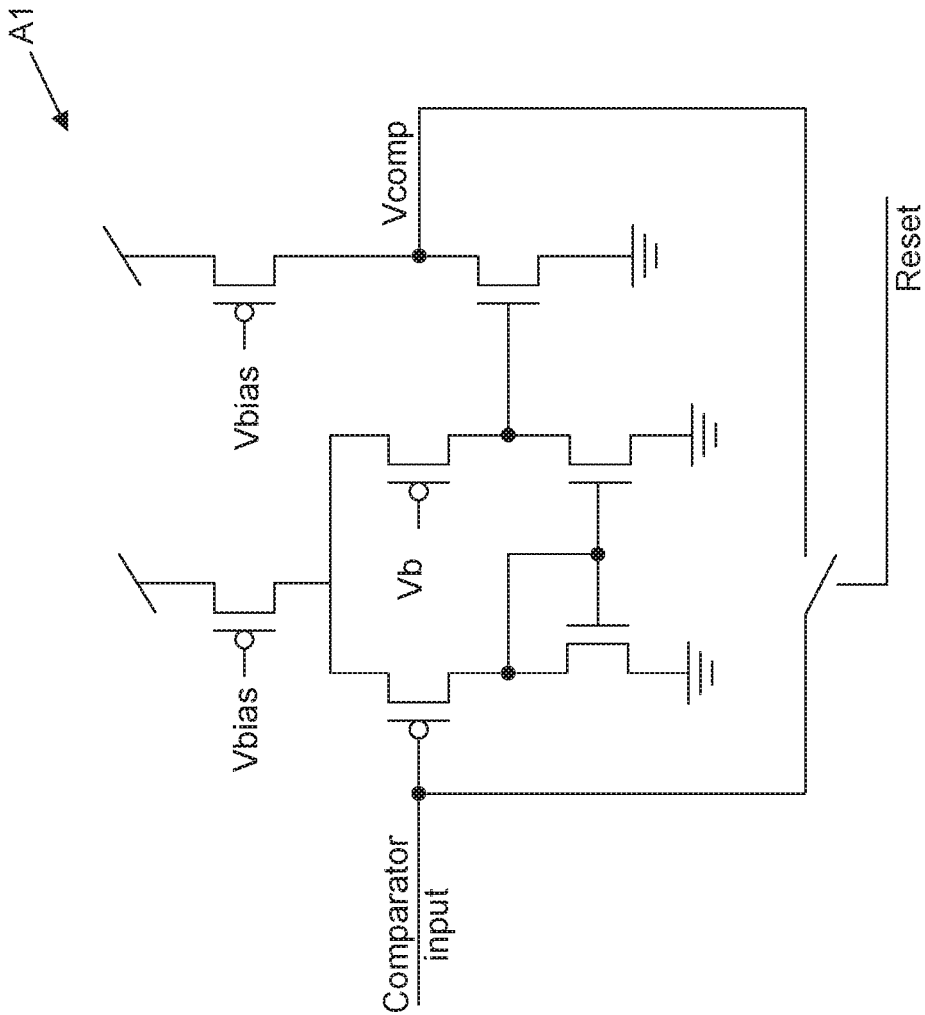 A1
Vcomp
Vbias
Vbias
Vb
Comparator
input
Reset